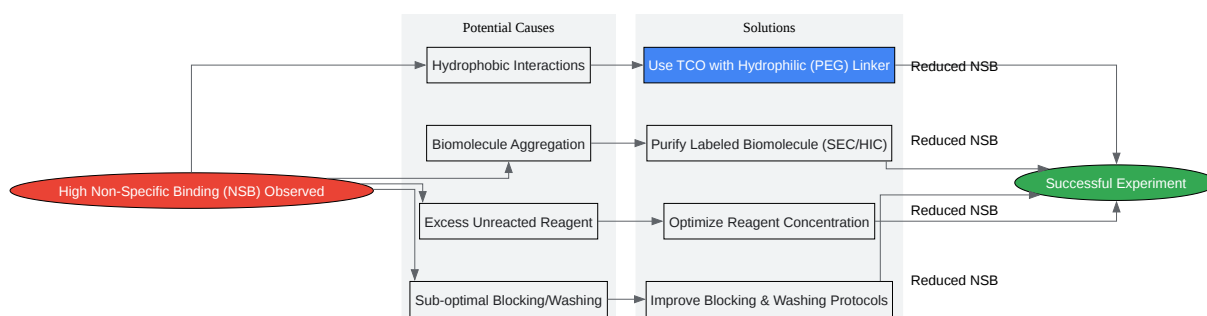 Potential Causes
Solutions
Hydrophobic Interactions
Use TCO with Hydrophilic (PEG) Linker
Reduced NSB
Biomolecule Aggregation
Purify Labeled Biomolecule (SEC/HIC)
Reduced NSB
High Non-Specific Binding (NSB) Observed
Successful Experiment
Excess Unreacted Reagent
Optimize Reagent Concentration
Reduced NSB
Sub-optimal Blocking/Washing
Improve Blocking & Washing Protocols
Reduced NSB